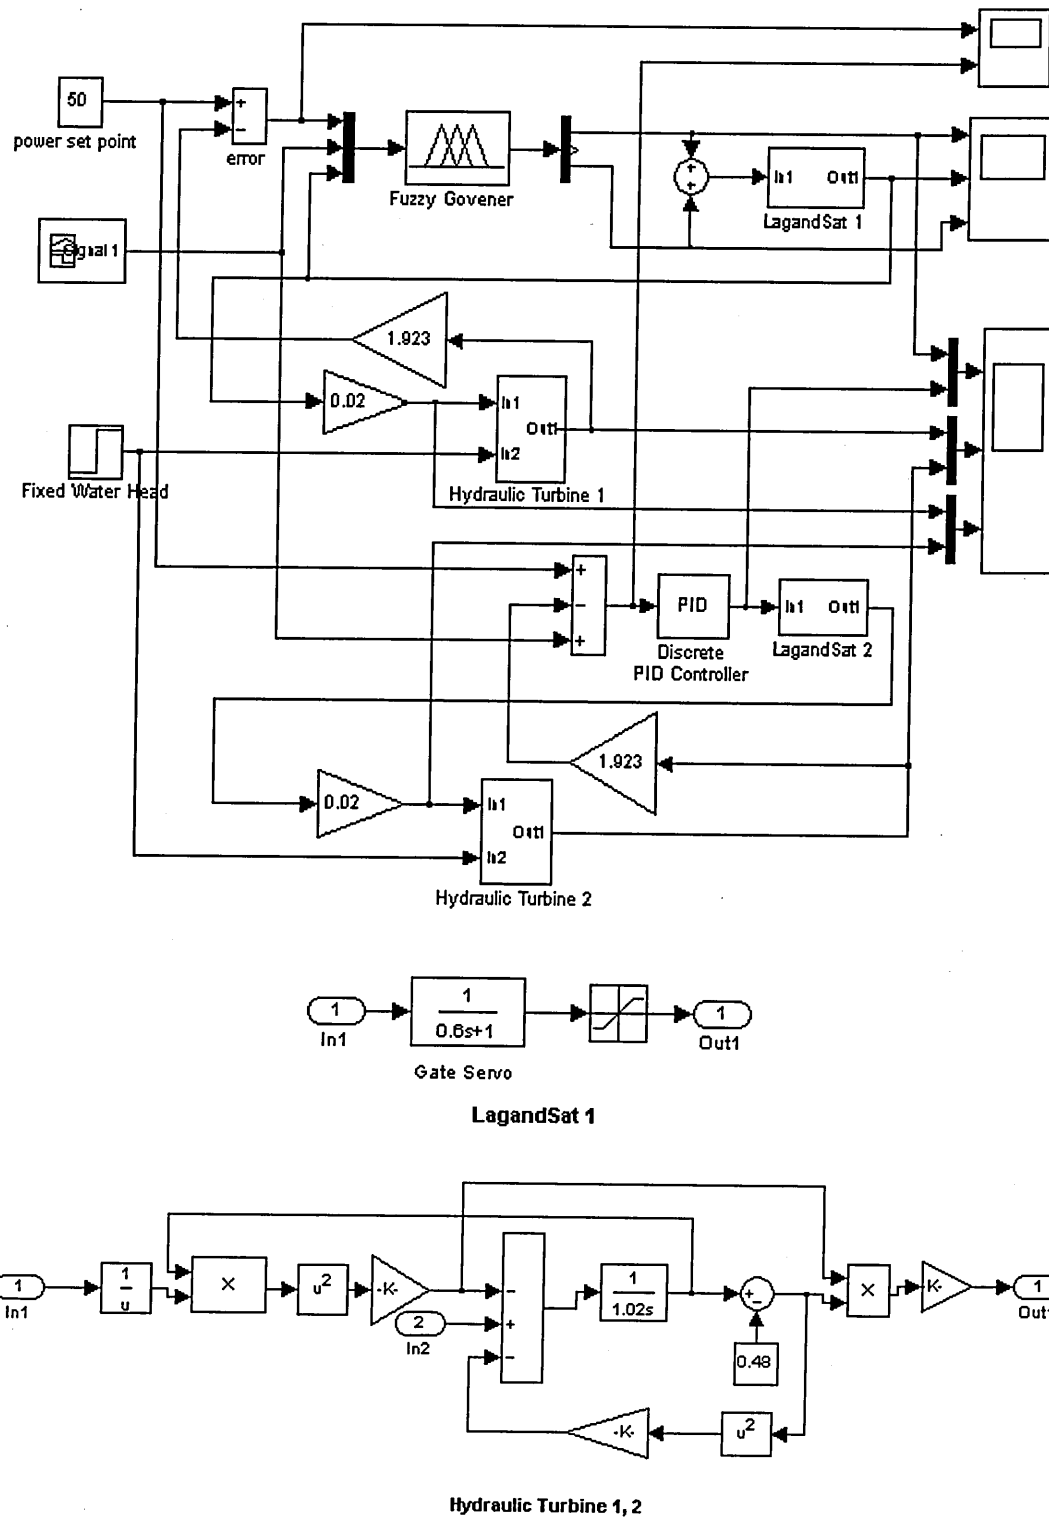 50
power set point
+
−
error
Fuzzy Govener
+
+
In1 Out1
LagandSat 1
Signal 1
1.923
0.02
In1
Out1
In2
Hydraulic Turbine 1
Fixed Water Head
+
−
+
PID
Discrete
PID Controller
In1 Out1
LagandSat 2
1.923
0.02
In1
Out1
In2
Hydraulic Turbine 2
1
In1
1
0.6s+1
Gate Servo
1
Out1
LagandSat 1
1
In1
1
u
×
u²
-K-
2
In2
−
+
−
1
1.02s
+
−
0.48
×
K-
1
Out
-K-
u²
Hydraulic Turbine 1, 2